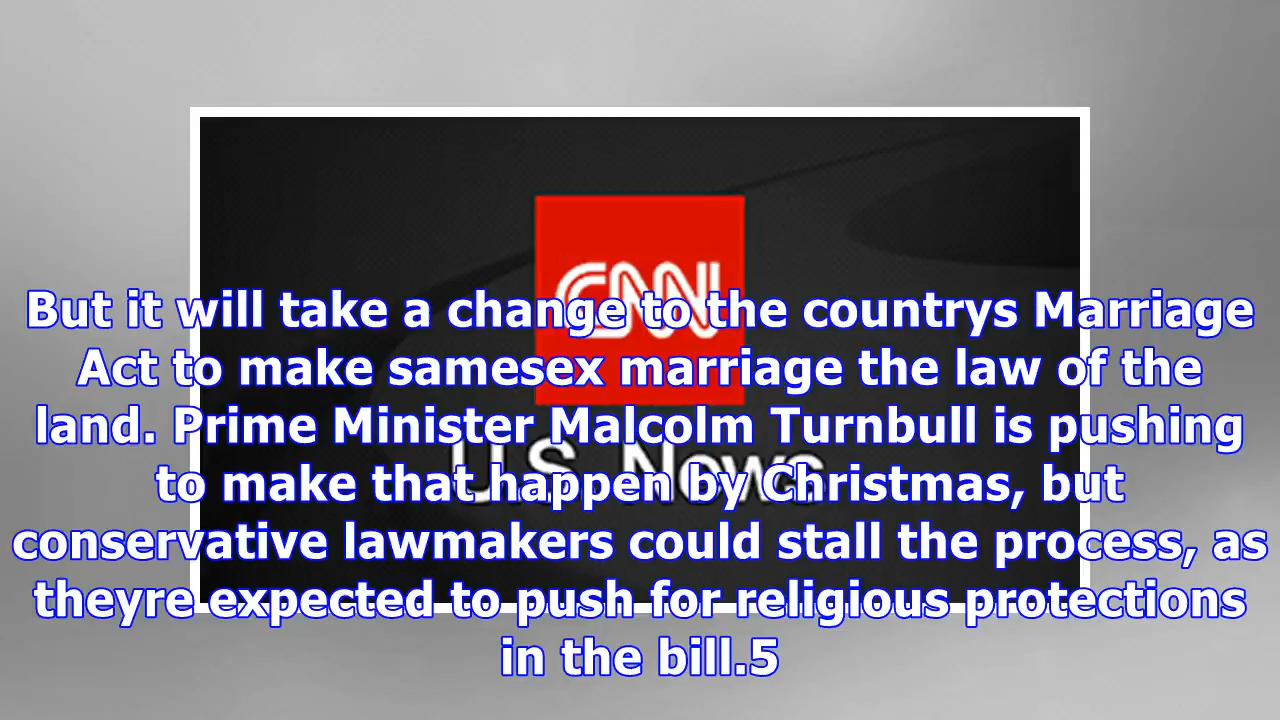 CNN
U.S. News
But it will take a change to the countrys Marriage
Act to make samesex marriage the law of the
land. Prime Minister Malcolm Turnbull is pushing
to make that happen by Christmas, but
conservative lawmakers could stall the process, as
theyre expected to push for religious protections
in the bill.5